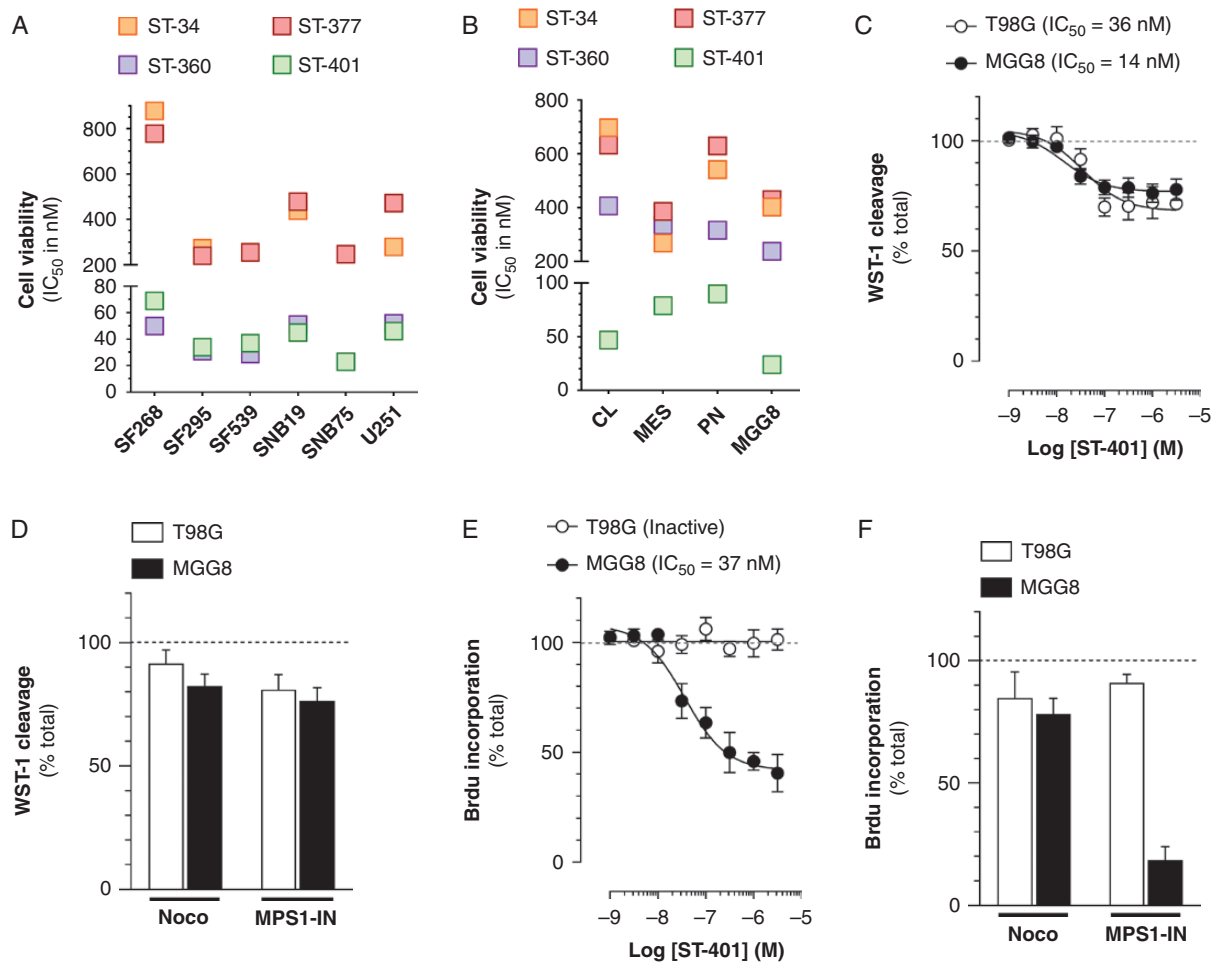 A
ST-34
ST-377
ST-360
ST-401
Cell viability
(IC50 in nM)
800
600
400
200
80
60
40
20
0
SF268
SF295
SF539
SNB19
SNB75
U251
B
ST-34
ST-377
ST-360
ST-401
Cell viability
(IC50 in nM)
800
600
400
200
100
50
0
CL
MES
PN
MGG8
C
T98G (IC50 = 36 nM)
MGG8 (IC50 = 14 nM)
WST-1 cleavage
(% total)
100
50
0
–9 –8 –7 –6 –5
Log [ST-401] (M)
D
T98G
MGG8
WST-1 cleavage
(% total)
100
50
0
Noco MPS1-IN
E
T98G (Inactive)
MGG8 (IC50 = 37 nM)
Brdu incorporation
(% total)
100
50
0
–9 –8 –7 –6 –5
Log [ST-401] (M)
F
T98G
MGG8
Brdu incorporation
(% total)
100
50
0
Noco MPS1-IN